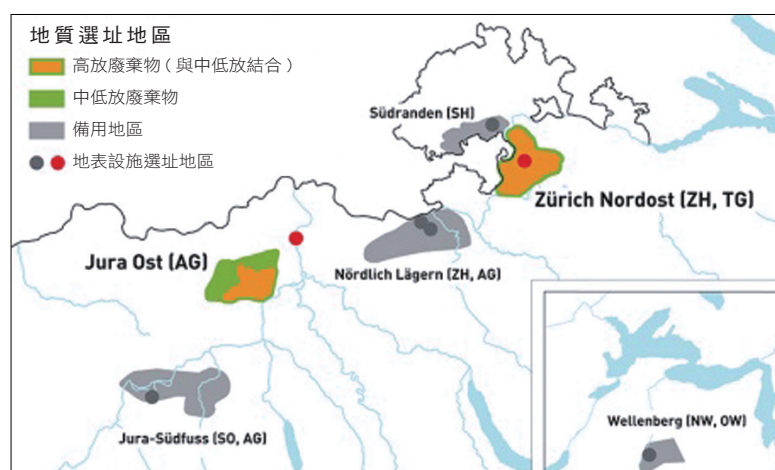 地質選址地區
高放廢棄物(與中低放結合)
中低放廢棄物
備用地區
地表設施選址地區
Südranden (SH)
Zürich Nordost (ZH, TG)
Jura Ost (AG)
Nördlich Lägern (ZH, AG)
Jura-Südfuss (SO, AG)
Wellenberg (NW, OW)